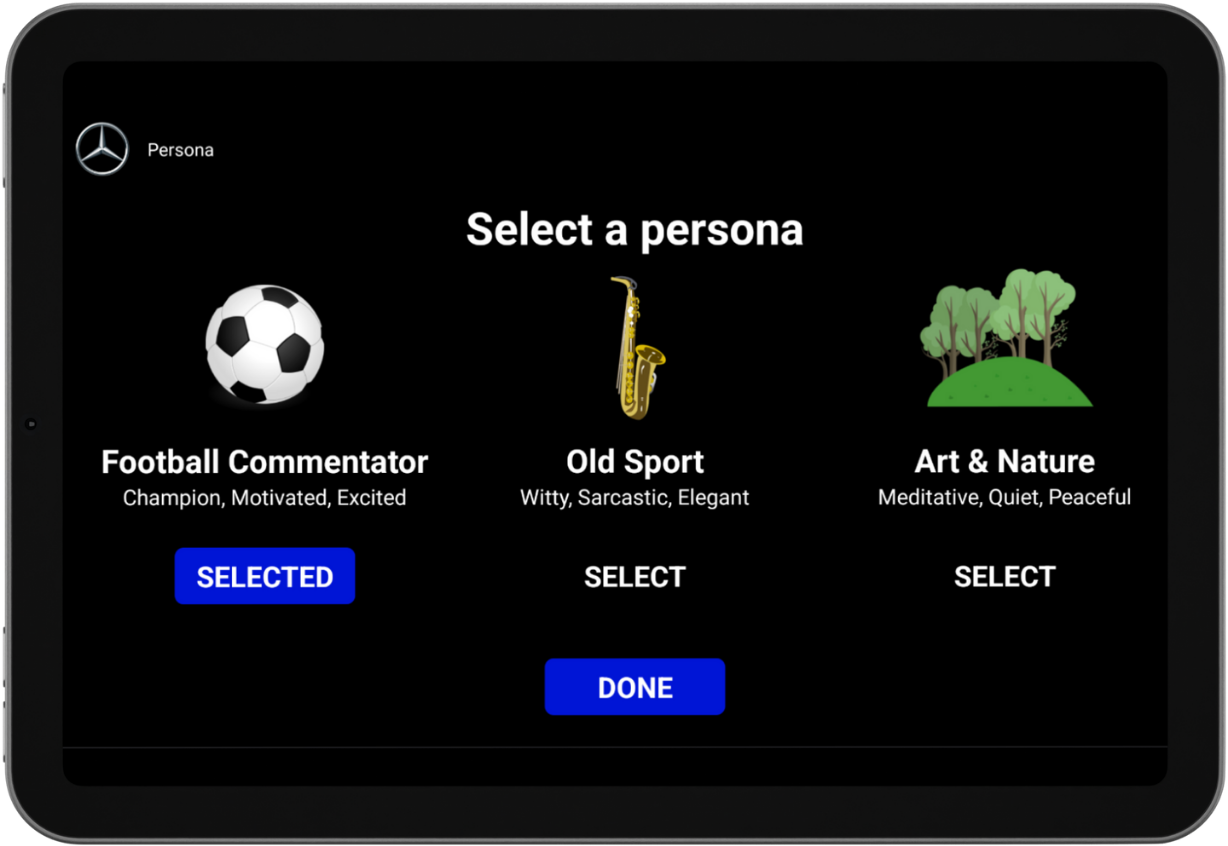 Persona
Select a persona
Football Commentator
Champion, Motivated, Excited
SELECTED
Old Sport
Witty, Sarcastic, Elegant
SELECT
Art & Nature
Meditative, Quiet, Peaceful
SELECT
DONE